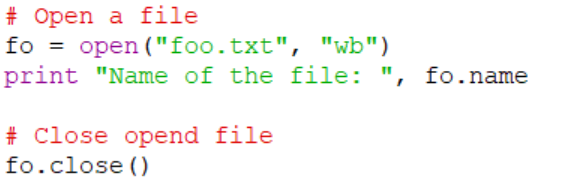 # Open a file
fo = open("foo.txt", "wb")
print "Name of the file: ", fo.name
# Close opend file
fo.close()